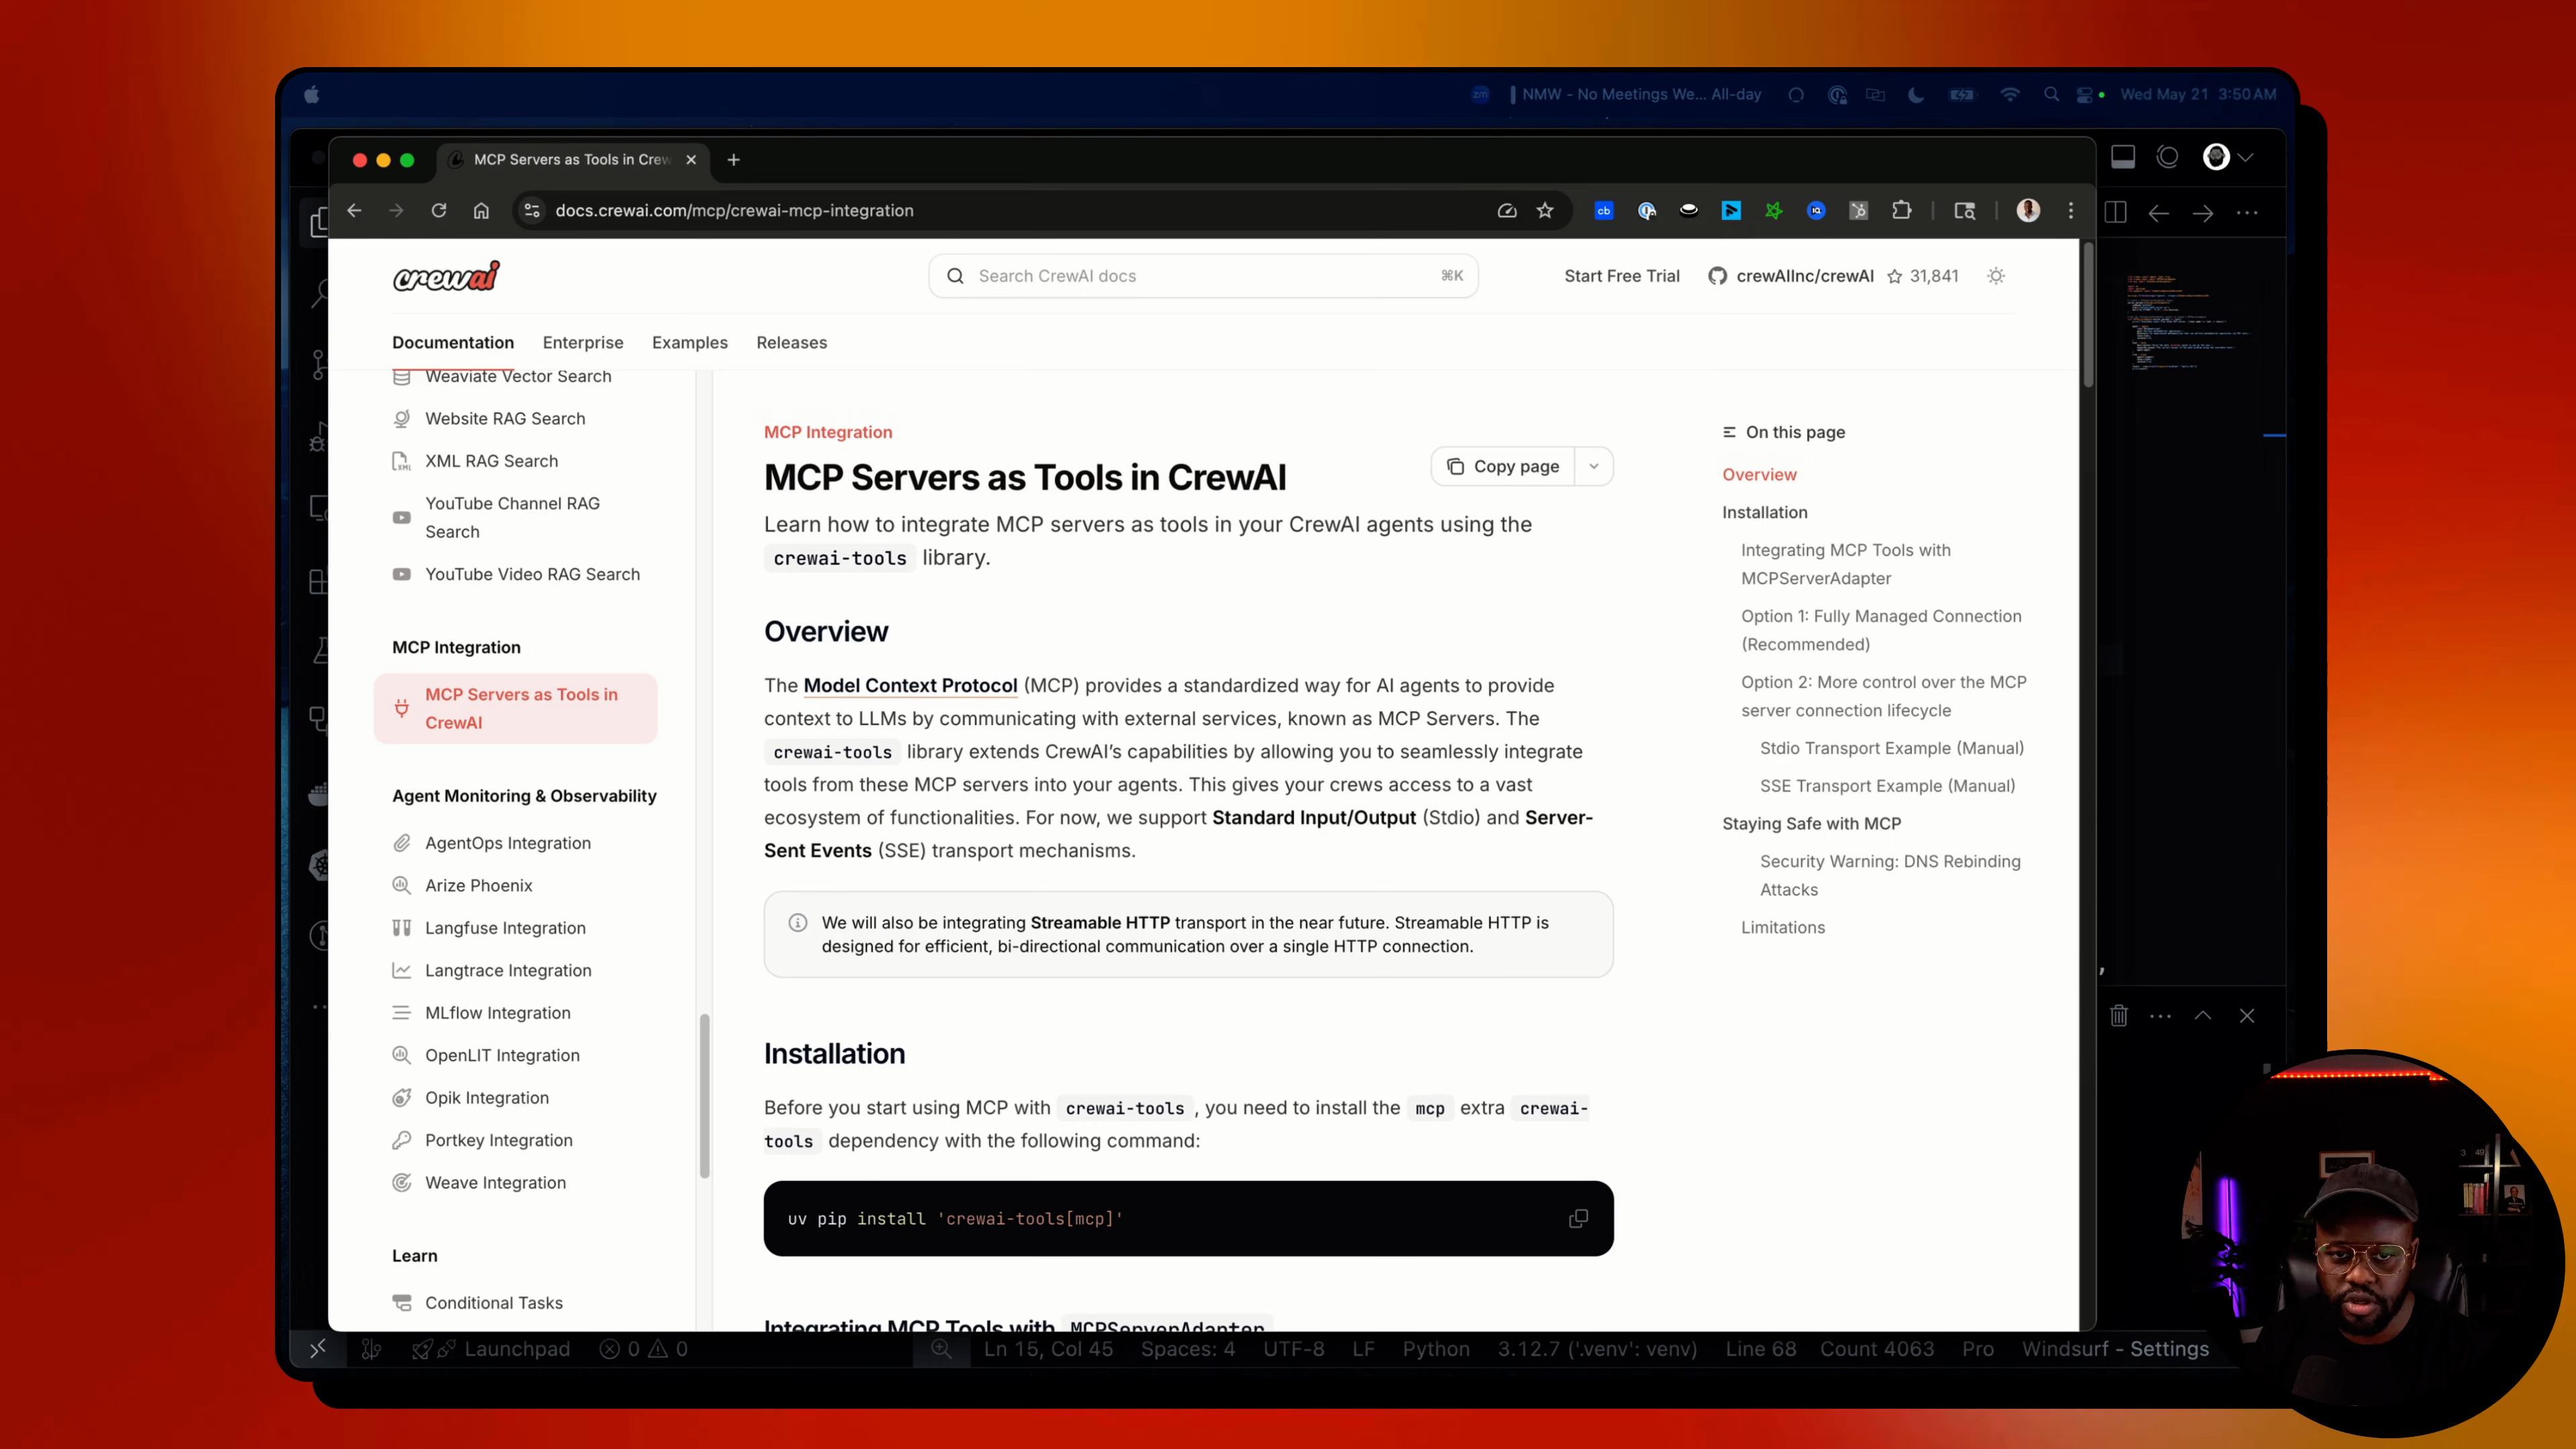 zm
NMW - No Meetings We... All-day
Wed May 21 3:50 AM
MCP Servers as Tools in Crew
docs.crewai.com/mcp/crewai-mcp-integration
cb
crewai
Search CrewAI docs
⌘K
Start Free Trial
crewAIInc/crewAI
31,841
Documentation
Enterprise
Examples
Releases
Weaviate Vector Search
Website RAG Search
XML RAG Search
YouTube Channel RAG
Search
YouTube Video RAG Search
MCP Integration
MCP Servers as Tools in
CrewAI
Agent Monitoring & Observability
AgentOps Integration
Arize Phoenix
Langfuse Integration
Langtrace Integration
MLflow Integration
OpenLIT Integration
Opik Integration
Portkey Integration
Weave Integration
Learn
Conditional Tasks
MCP Integration
MCP Servers as Tools in CrewAI
Copy page
Learn how to integrate MCP servers as tools in your CrewAI agents using the
crewai-tools library.
Overview
The Model Context Protocol (MCP) provides a standardized way for AI agents to provide
context to LLMs by communicating with external services, known as MCP Servers. The
crewai-tools library extends CrewAI’s capabilities by allowing you to seamlessly integrate
tools from these MCP servers into your agents. This gives your crews access to a vast
ecosystem of functionalities. For now, we support Standard Input/Output (Stdio) and Server-
Sent Events (SSE) transport mechanisms.
We will also be integrating Streamable HTTP transport in the near future. Streamable HTTP is
designed for efficient, bi-directional communication over a single HTTP connection.
Installation
Before you start using MCP with crewai-tools , you need to install the mcp extra crewai-
tools dependency with the following command:
uv pip install 'crewai-tools[mcp]'
Integrating MCP Tools with MCPServerAdapter
On this page
Overview
Installation
Integrating MCP Tools with
MCPServerAdapter
Option 1: Fully Managed Connection
(Recommended)
Option 2: More control over the MCP
server connection lifecycle
Stdio Transport Example (Manual)
SSE Transport Example (Manual)
Staying Safe with MCP
Security Warning: DNS Rebinding
Attacks
Limitations
Launchpad
0
0
Ln 15, Col 45
Spaces: 4
UTF-8
LF
Python
3.12.7 ('.venv': venv)
Line 68
Count 4063
Pro
Windsurf - Settings